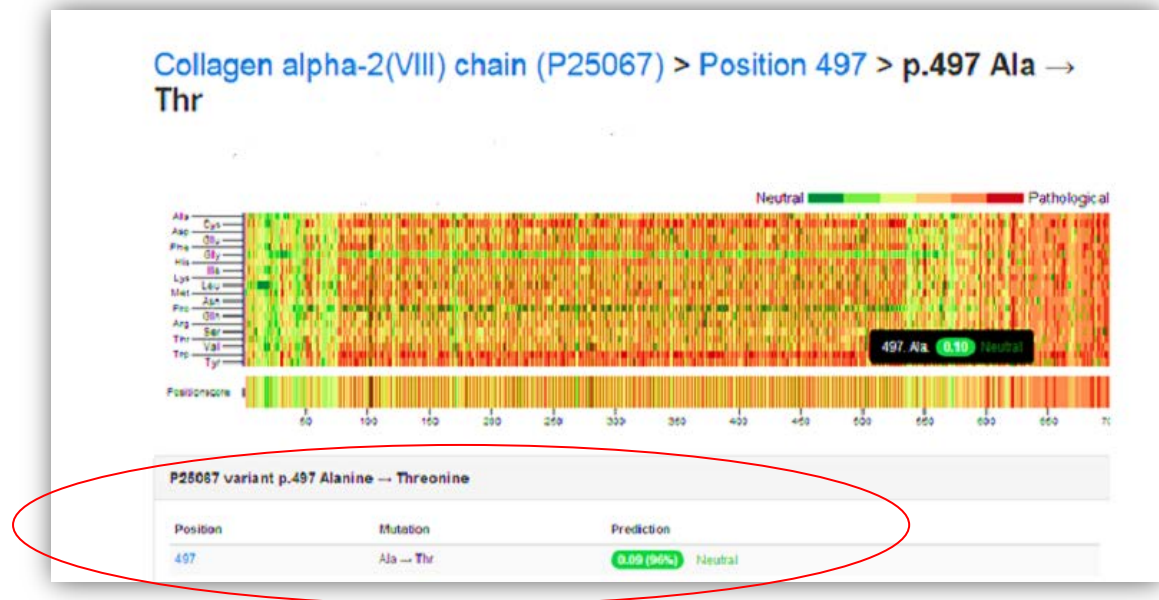 Collagen alpha-2(VIII) chain (P25067) > Position 497 > p.497 Ala →
Thr
Neutral Pathological
Ala
Cys
Asp
Glu
Phe
Gly
His
Ile
Lys
Leu
Met
Asn
Pro
Gln
Arg
Ser
Thr
Val
Trp
Tyr
497. Ala. 0.10 Neutral
Positionscore
50 100 150 200 250 300 350 400 450 500 550 600 650 70
P25067 variant p.497 Alanine → Threonine
Position Mutation Prediction
497 Ala → Thr 0.09 (96%) Neutral